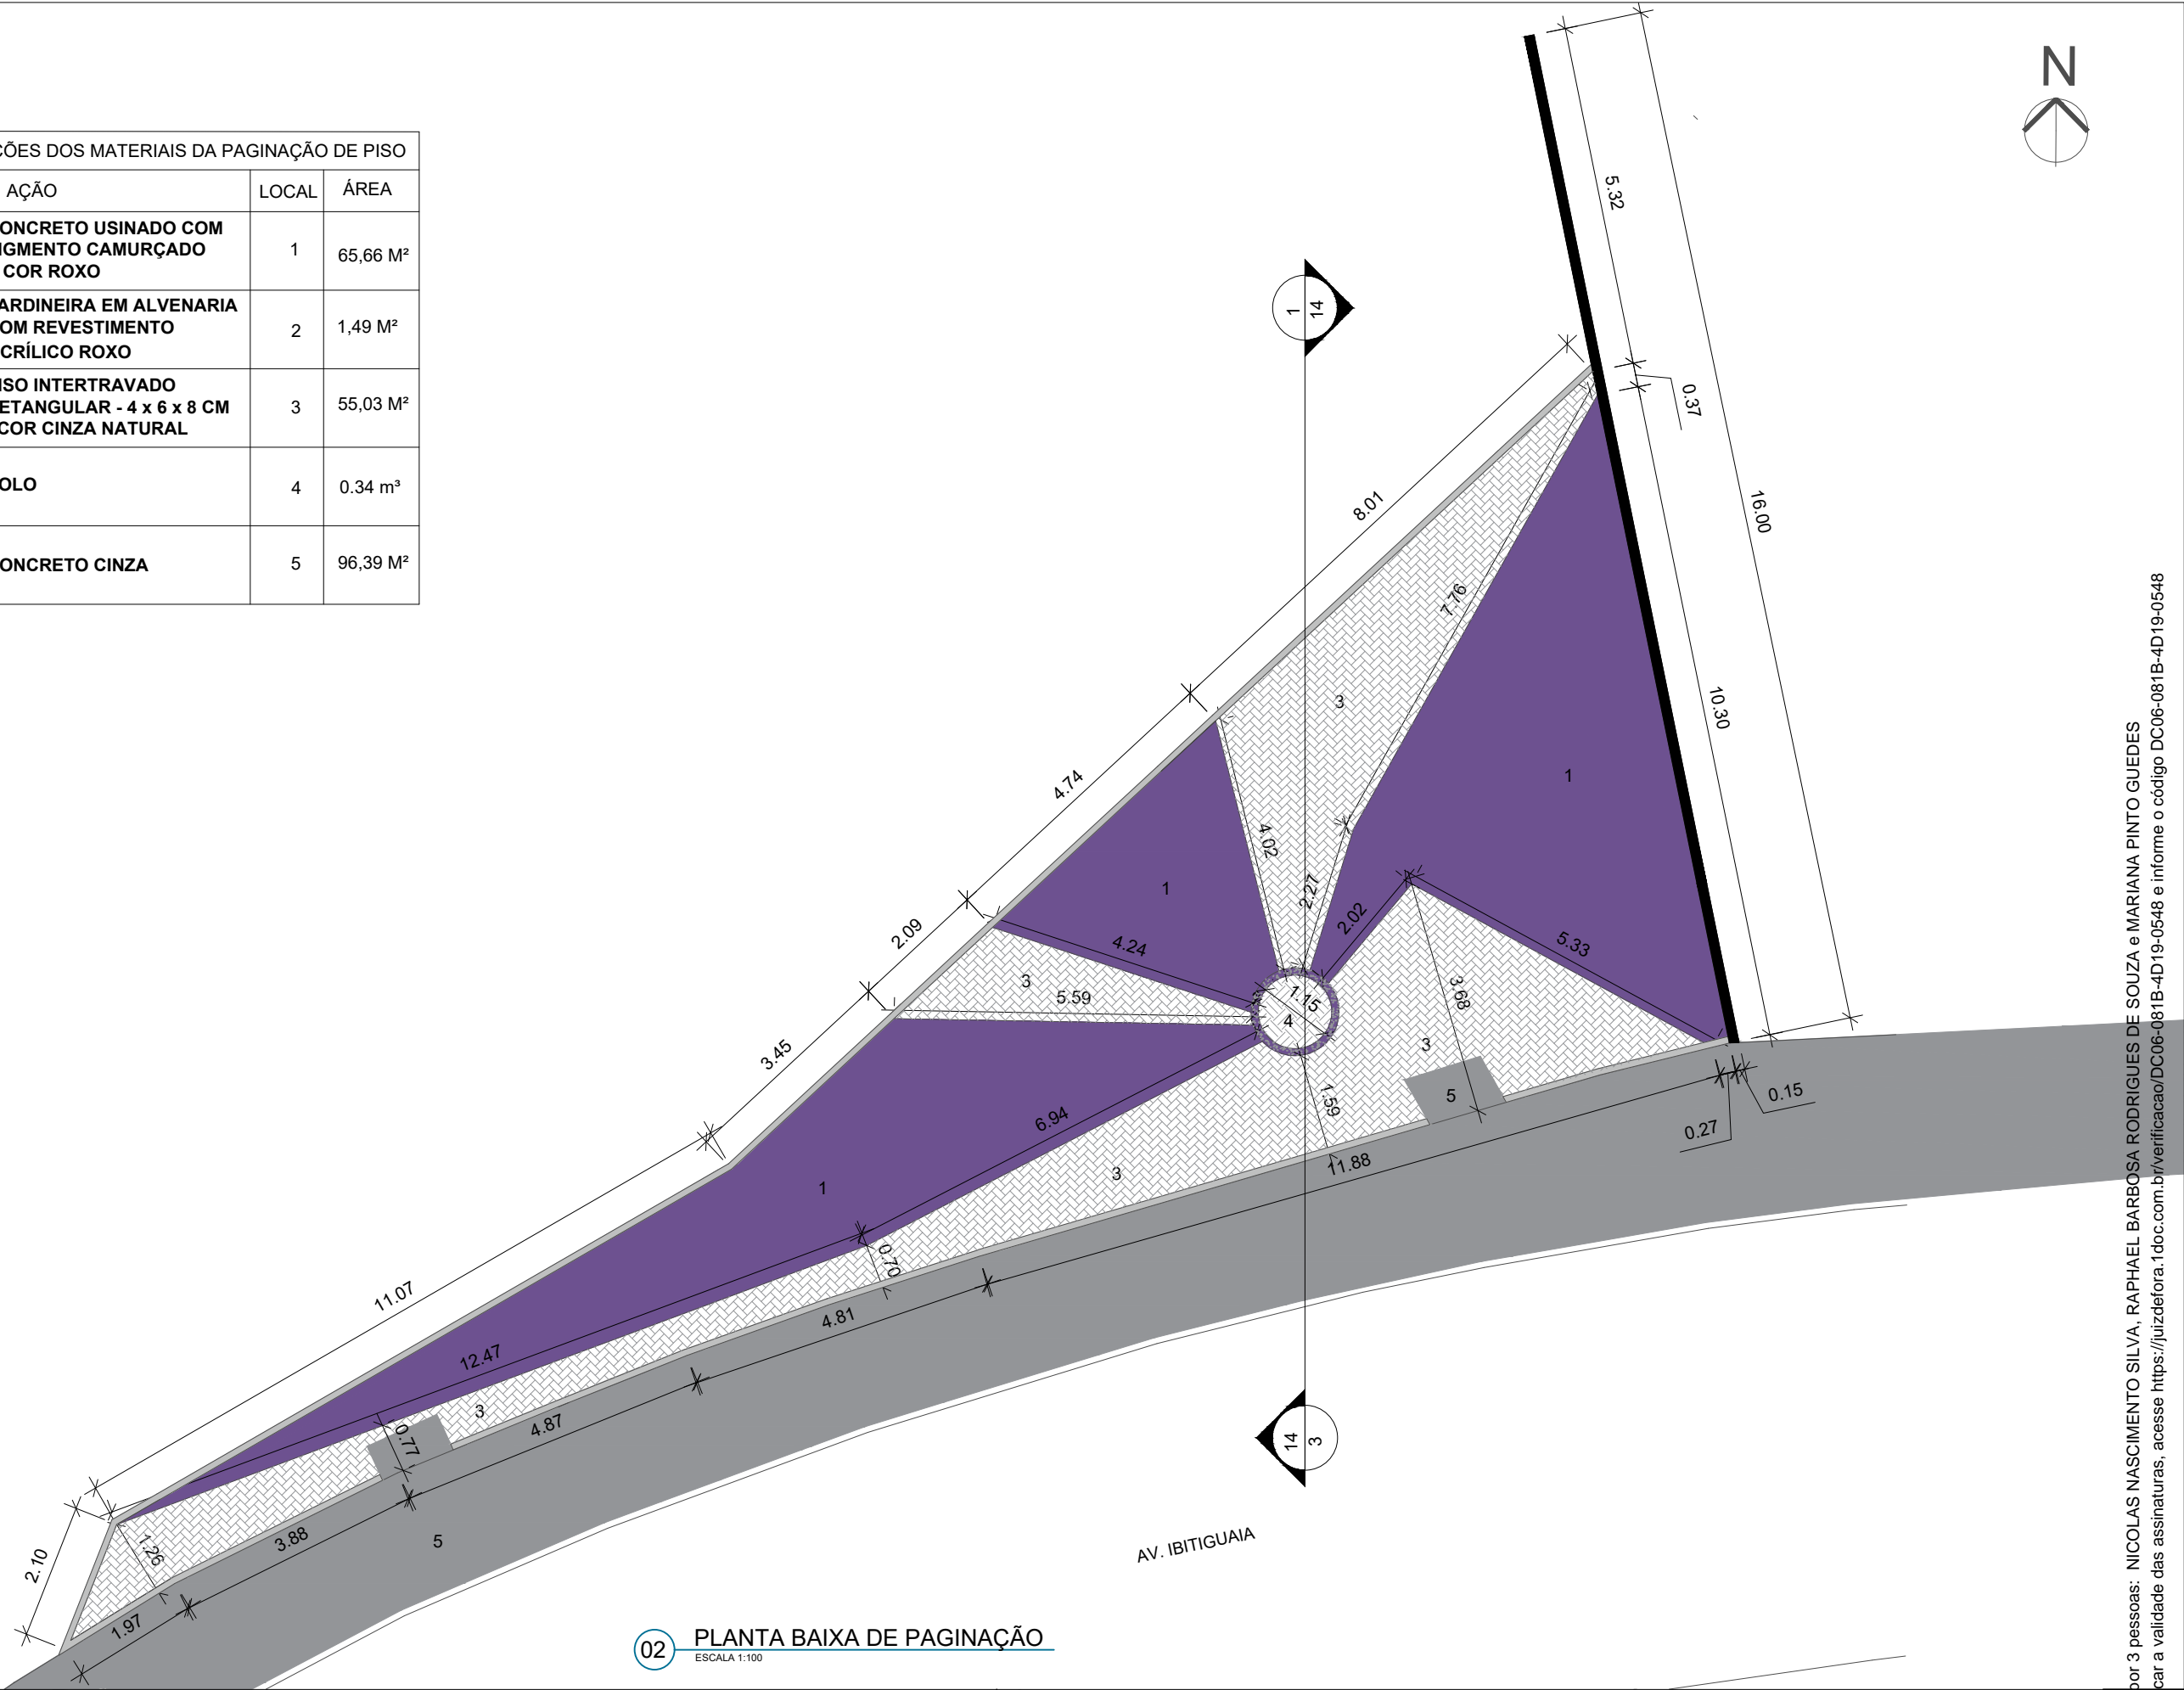 ÇÕES DOS MATERIAIS DA PAGINAÇÃO DE PISO
AÇÃO LOCAL ÁREA
ONCRETO USINADO COM
IGMENTO CAMURÇADO
COR ROXO
1 65,66 M²
ARDINEIRA EM ALVENARIA
OM REVESTIMENTO
CRÍLICO ROXO
2 1,49 M²
ISO INTERTRAVADO
ETANGULAR - 4 x 6 x 8 CM
COR CINZA NATURAL
3 55,03 M²
OLO 4 0.34 m³
ONCRETO CINZA 5 96,39 M²
N
5.32
0.37
16.00
10.30
1
14
8.01
7.76
3
1
4.74
4.02
1
2.27
2.02
5.33
2.09
4.24
3
5.59
1.15
4
3.68
3
3.45
1.59
5
0.15
0.27
6.94
11.88
3
1
0.70
11.07
4.81
12.47
3
0.77
4.87
14
3
3.88
5
1.26
2.10
1.97
AV. IBITIGUAIA
02 PLANTA BAIXA DE PAGINAÇÃO
ESCALA 1:100
por 3 pessoas: NICOLAS NASCIMENTO SILVA, RAPHAEL BARBOSA RODRIGUES DE SOUZA e MARIANA PINTO GUEDES
car a validade das assinaturas, acesse https://juizdefora.1doc.com.br/verificacao/DC06-081B-4D19-0548 e informe o código DC06-081B-4D19-0548